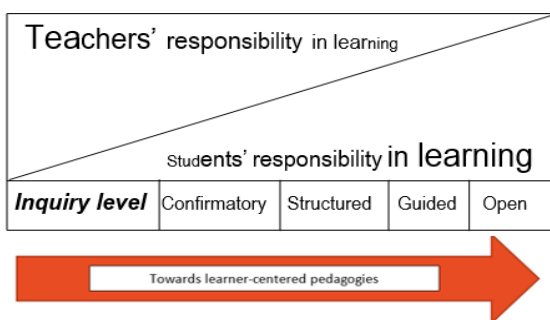 Teachers' responsibility in learning
Students' responsibility in learning
Inquiry level Confirmatory Structured Guided Open
Towards learner-centered pedagogies